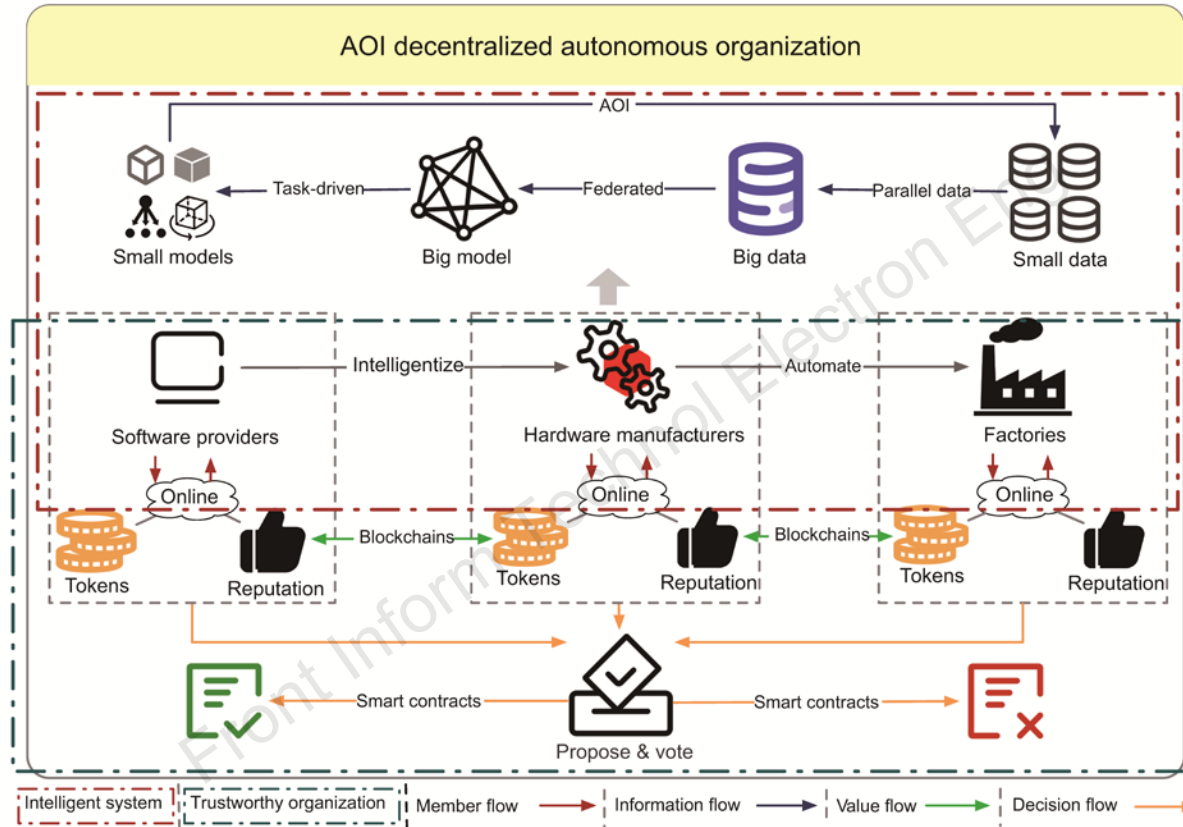 AOI decentralized autonomous organization
AOI
Task-driven
Federated
Parallel data
Small models
Big model
Big data
Small data
Intelligentize
Automate
Software providers
Hardware manufacturers
Factories
Online
Online
Online
Blockchains
Blockchains
Tokens
Reputation
Tokens
Reputation
Tokens
Reputation
Smart contracts
Smart contracts
Propose & vote
Intelligent system
Trustworthy organization
Member flow
Information flow
Value flow
Decision flow
Front Inform Technol Electron Eng